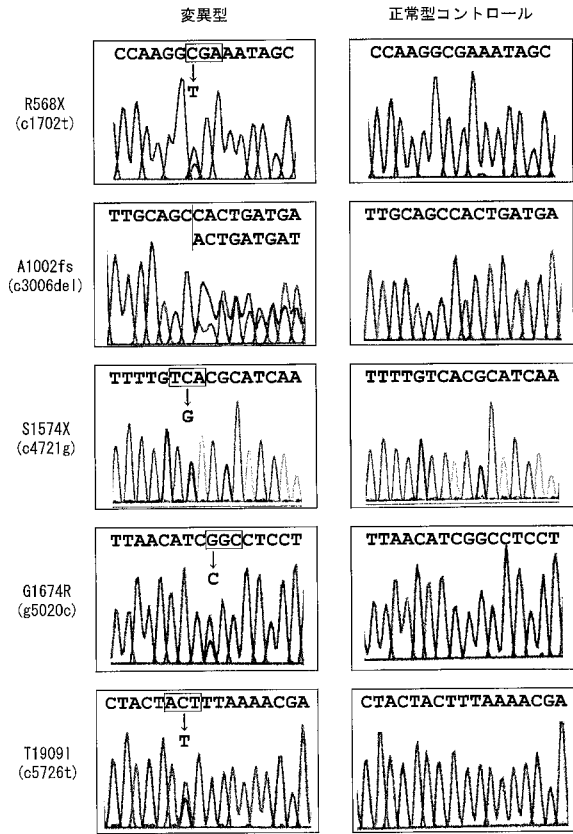 変異型
正常型コントロール
R568X
(c1702t)
CCAAGGCGAAATAGC
T
CCAAGGCGAAATAGC
A1002fs
(c3006del)
TTGCAGCCACTGATGA
ACTGATGAT
TTGCAGCCACTGATGA
S1574X
(c4721g)
TTTTGTCACGCATCAA
G
TTTTGTCACGCATCAA
G1674R
(g5020c)
TTAACATCGGCCTCCT
C
TTAACATCGGCCTCCT
T1909I
(c5726t)
CTACTACTTTAAAACGA
T
CTACTACTTTAAAACGA